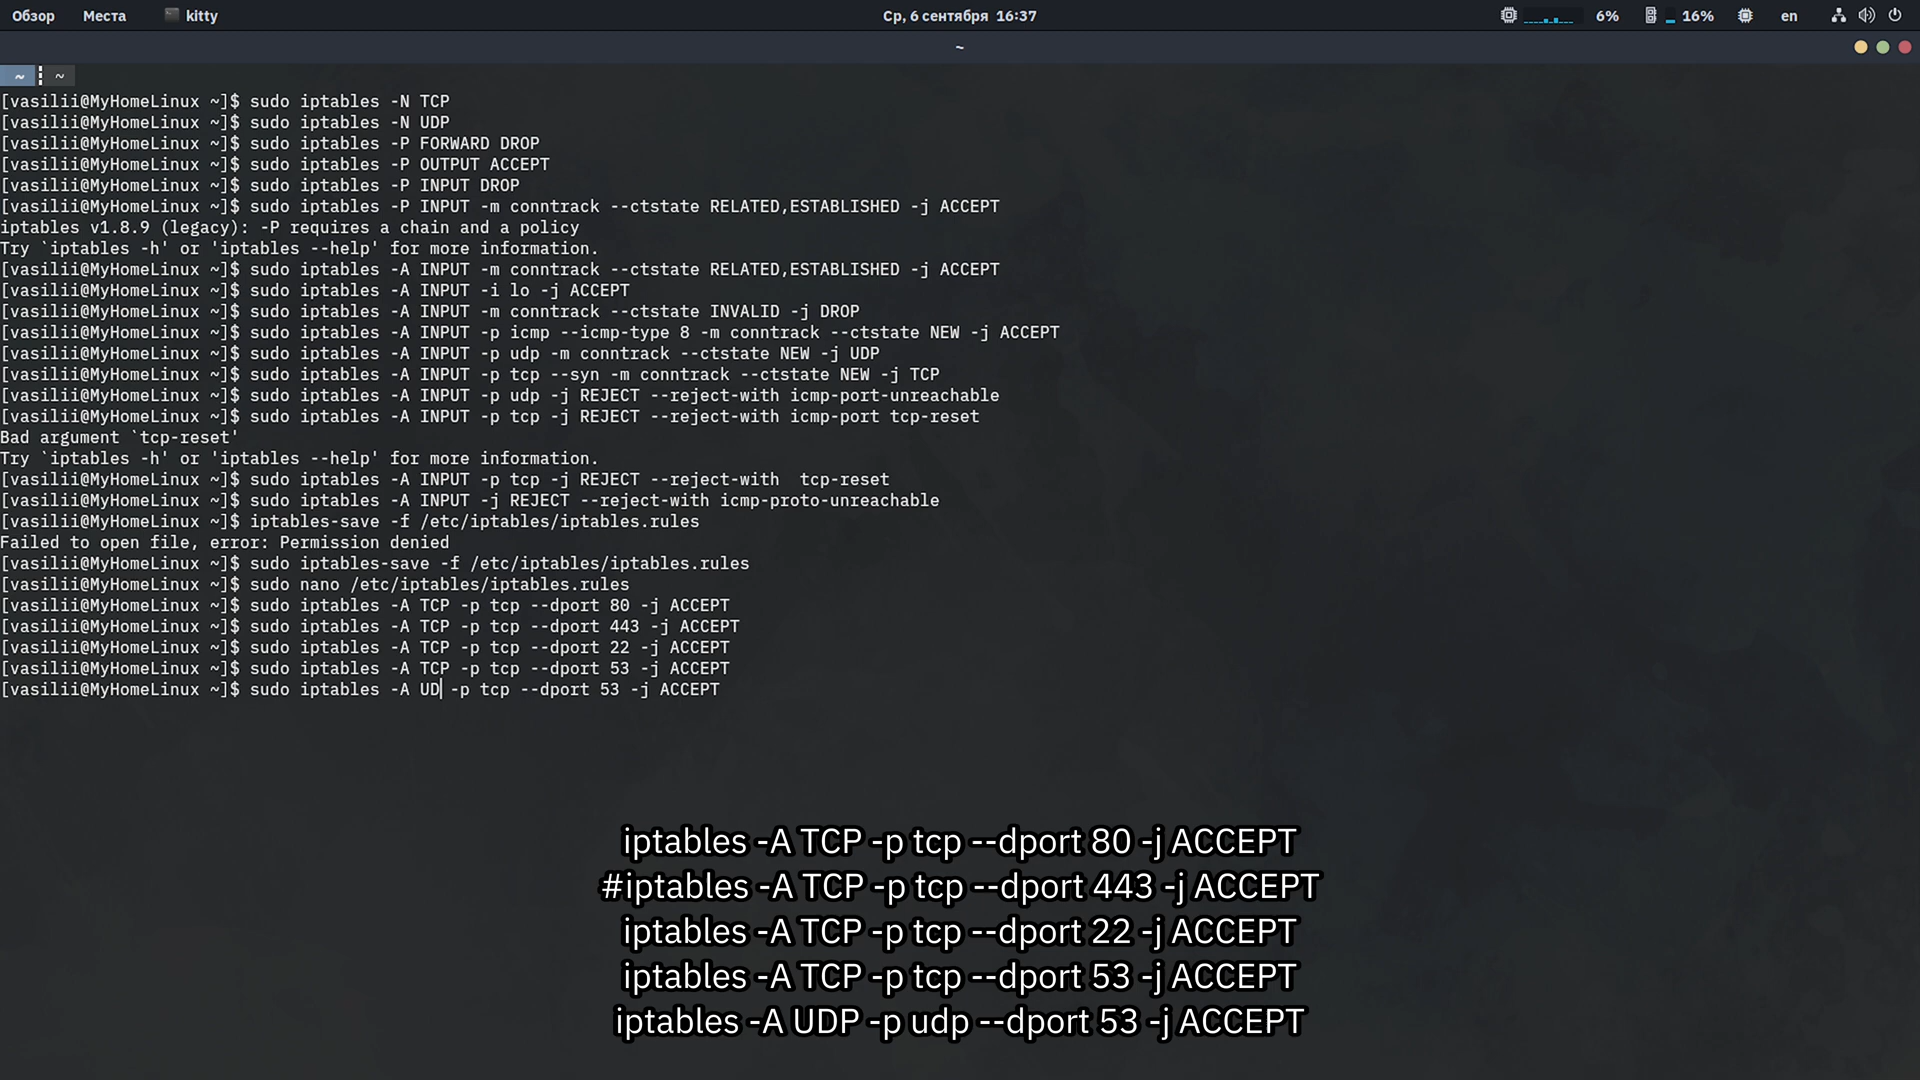 Обзор Места kitty Ср, 6 сентября 16:37 6% 16% en
~
~ ~
[vasilii@MyHomeLinux ~]$ sudo iptables -N TCP
[vasilii@MyHomeLinux ~]$ sudo iptables -N UDP
[vasilii@MyHomeLinux ~]$ sudo iptables -P FORWARD DROP
[vasilii@MyHomeLinux ~]$ sudo iptables -P OUTPUT ACCEPT
[vasilii@MyHomeLinux ~]$ sudo iptables -P INPUT DROP
[vasilii@MyHomeLinux ~]$ sudo iptables -P INPUT -m conntrack --ctstate RELATED,ESTABLISHED -j ACCEPT
iptables v1.8.9 (legacy): -P requires a chain and a policy
Try `iptables -h' or 'iptables --help' for more information.
[vasilii@MyHomeLinux ~]$ sudo iptables -A INPUT -m conntrack --ctstate RELATED,ESTABLISHED -j ACCEPT
[vasilii@MyHomeLinux ~]$ sudo iptables -A INPUT -i lo -j ACCEPT
[vasilii@MyHomeLinux ~]$ sudo iptables -A INPUT -m conntrack --ctstate INVALID -j DROP
[vasilii@MyHomeLinux ~]$ sudo iptables -A INPUT -p icmp --icmp-type 8 -m conntrack --ctstate NEW -j ACCEPT
[vasilii@MyHomeLinux ~]$ sudo iptables -A INPUT -p udp -m conntrack --ctstate NEW -j UDP
[vasilii@MyHomeLinux ~]$ sudo iptables -A INPUT -p tcp --syn -m conntrack --ctstate NEW -j TCP
[vasilii@MyHomeLinux ~]$ sudo iptables -A INPUT -p udp -j REJECT --reject-with icmp-port-unreachable
[vasilii@MyHomeLinux ~]$ sudo iptables -A INPUT -p tcp -j REJECT --reject-with icmp-port tcp-reset
Bad argument `tcp-reset'
Try `iptables -h' or 'iptables --help' for more information.
[vasilii@MyHomeLinux ~]$ sudo iptables -A INPUT -p tcp -j REJECT --reject-with  tcp-reset
[vasilii@MyHomeLinux ~]$ sudo iptables -A INPUT -j REJECT --reject-with icmp-proto-unreachable
[vasilii@MyHomeLinux ~]$ iptables-save -f /etc/iptables/iptables.rules
Failed to open file, error: Permission denied
[vasilii@MyHomeLinux ~]$ sudo iptables-save -f /etc/iptables/iptables.rules
[vasilii@MyHomeLinux ~]$ sudo nano /etc/iptables/iptables.rules
[vasilii@MyHomeLinux ~]$ sudo iptables -A TCP -p tcp --dport 80 -j ACCEPT
[vasilii@MyHomeLinux ~]$ sudo iptables -A TCP -p tcp --dport 443 -j ACCEPT
[vasilii@MyHomeLinux ~]$ sudo iptables -A TCP -p tcp --dport 22 -j ACCEPT
[vasilii@MyHomeLinux ~]$ sudo iptables -A TCP -p tcp --dport 53 -j ACCEPT
[vasilii@MyHomeLinux ~]$ sudo iptables -A UD -p tcp --dport 53 -j ACCEPT
iptables -A TCP -p tcp --dport 80 -j ACCEPT
#iptables -A TCP -p tcp --dport 443 -j ACCEPT
iptables -A TCP -p tcp --dport 22 -j ACCEPT
iptables -A TCP -p tcp --dport 53 -j ACCEPT
iptables -A UDP -p udp --dport 53 -j ACCEPT